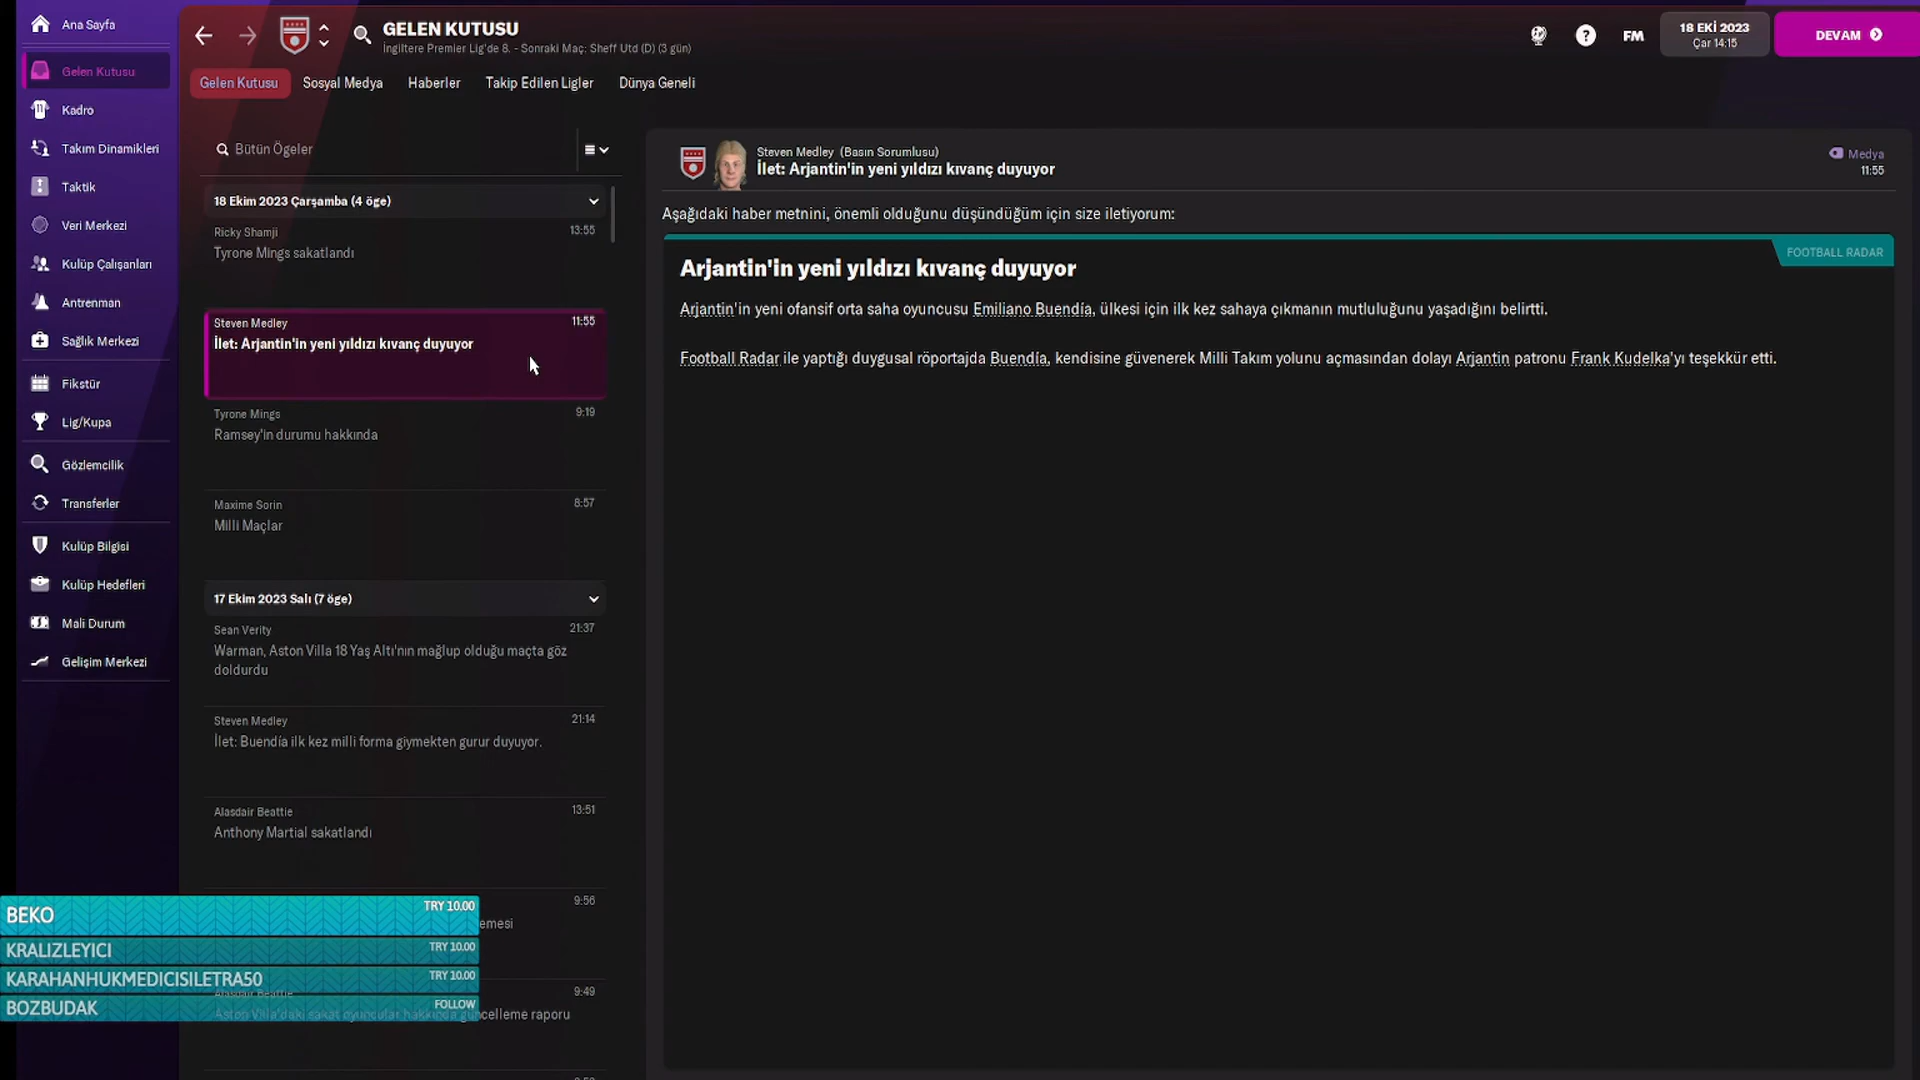 Ana Sayfa
Gelen Kutusu
Kadro
Takım Dinamikleri
Taktik
Veri Merkezi
Kulüp Çalışanları
Antrenman
Sağlık Merkezi
Fikstür
Lig/Kupa
Gözlemcilik
Transferler
Kulüp Bilgisi
Kulüp Hedefleri
Mali Durum
Gelişim Merkezi
GELEN KUTUSU
İngiltere Premier Lig'de 8. - Sonraki Maç: Sheff Utd (D) (3 gün)
FM
18 EKİ 2023
Çar 14:15
DEVAM
Gelen Kutusu
Sosyal Medya
Haberler
Takip Edilen Ligler
Dünya Geneli
Bütün Ögeler
18 Ekim 2023 Çarşamba (4 öge)
Ricky Shamji 13:55
Tyrone Mings sakatlandı
Steven Medley 11:55
İlet: Arjantin'in yeni yıldızı kıvanç duyuyor
Tyrone Mings 9:19
Ramsey'in durumu hakkında
Maxime Sorin 8:57
Milli Maçlar
17 Ekim 2023 Salı (7 öge)
Sean Verity 21:37
Warman, Aston Villa 18 Yaş Altı'nın mağlup olduğu maçta göz
doldurdu
Steven Medley 21:14
İlet: Buendía ilk kez milli forma giymekten gurur duyuyor.
Alasdair Beattie 13:51
Anthony Martial sakatlandı
9:56
emesi
Alasdair Beattie 9:49
Aston Villa'daki sakat oyuncular hakkında güncelleme raporu
BEKO TRY 10.00
KRALIZLEYICI TRY 10.00
KARAHANHUKMEDICISILETRA50 TRY 10.00
BOZBUDAK FOLLOW
Steven Medley (Basın Sorumlusu)
İlet: Arjantin'in yeni yıldızı kıvanç duyuyor
Medya
11:55
Aşağıdaki haber metnini, önemli olduğunu düşündüğüm için size iletiyorum:
FOOTBALL RADAR
Arjantin'in yeni yıldızı kıvanç duyuyor
Arjantin'in yeni ofansif orta saha oyuncusu Emiliano Buendía, ülkesi için ilk kez sahaya çıkmanın mutluluğunu yaşadığını belirtti.
Football Radar ile yaptığı duygusal röportajda Buendía, kendisine güvenerek Milli Takım yolunu açmasından dolayı Arjantin patronu Frank Kudelka'yı teşekkür etti.